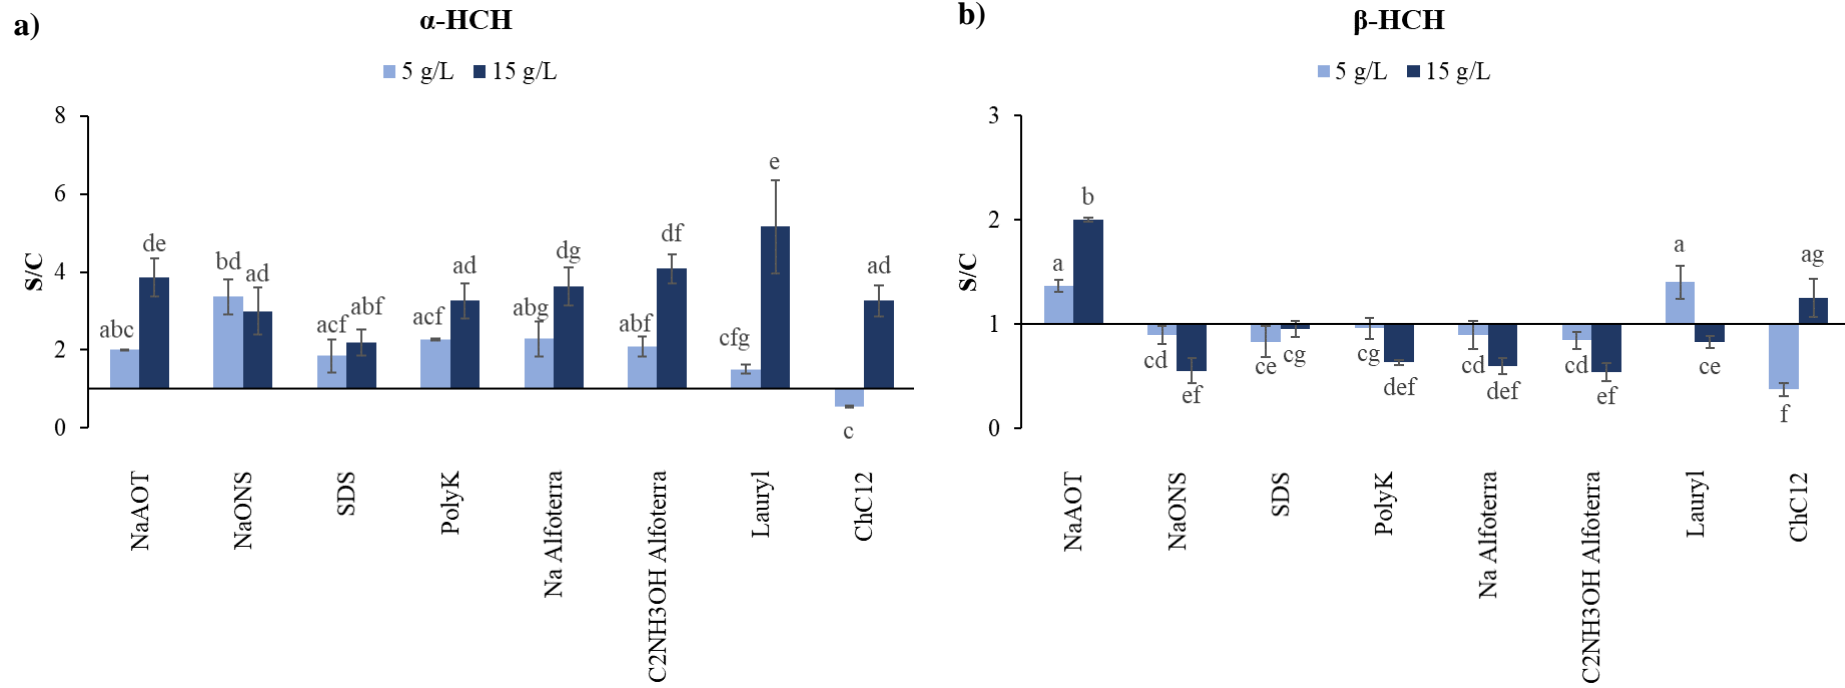 a)
α-HCH
5 g/L 15 g/L
8
6
4
2
0
S/C
abc de bd ad acf abf acf ad abg dg abf df cfg e c ad
NaAOT
NaONS
SDS
PolyK
Na Alfoterra
C2NH3OH Alfoterra
Lauryl
ChC12
b)
β-HCH
5 g/L 15 g/L
3
2
1
0
S/C
a b cd ef ce cg cg def cd def cd ef a ce f ag
NaAOT
NaONS
SDS
PolyK
Na Alfoterra
C2NH3OH Alfoterra
Lauryl
ChC12